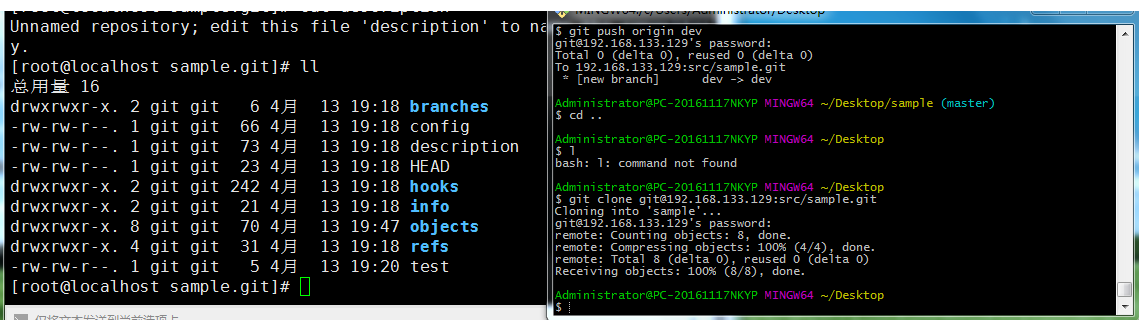 Unnamed repository; edit this file 'description' to na
y.
[root@localhost sample.git]# ll
总用量 16
drwxrwxr-x. 2 git git   6 4月  13 19:18 branches
-rw-rw-r--. 1 git git  66 4月  13 19:18 config
-rw-rw-r--. 1 git git  73 4月  13 19:18 description
-rw-rw-r--. 1 git git  23 4月  13 19:18 HEAD
drwxrwxr-x. 2 git git 242 4月  13 19:18 hooks
drwxrwxr-x. 2 git git  21 4月  13 19:18 info
drwxrwxr-x. 8 git git  70 4月  13 19:47 objects
drwxrwxr-x. 4 git git  31 4月  13 19:18 refs
-rw-rw-r--. 1 git git   5 4月  13 19:20 test
[root@localhost sample.git]#
仅将文本发送到当前选项卡
MINGW64:/c/Users/Administrator/Desktop
$ git push origin dev
git@192.168.133.129's password:
Total 0 (delta 0), reused 0 (delta 0)
To 192.168.133.129:src/sample.git
 * [new branch]      dev -> dev
Administrator@PC-20161117NKYP MINGW64 ~/Desktop/sample (master)
$ cd ..
Administrator@PC-20161117NKYP MINGW64 ~/Desktop
$ l
bash: l: command not found
Administrator@PC-20161117NKYP MINGW64 ~/Desktop
$ git clone git@192.168.133.129:src/sample.git
Cloning into 'sample'...
git@192.168.133.129's password:
remote: Counting objects: 8, done.
remote: Compressing objects: 100% (4/4), done.
remote: Total 8 (delta 0), reused 0 (delta 0)
Receiving objects: 100% (8/8), done.
Administrator@PC-20161117NKYP MINGW64 ~/Desktop
$